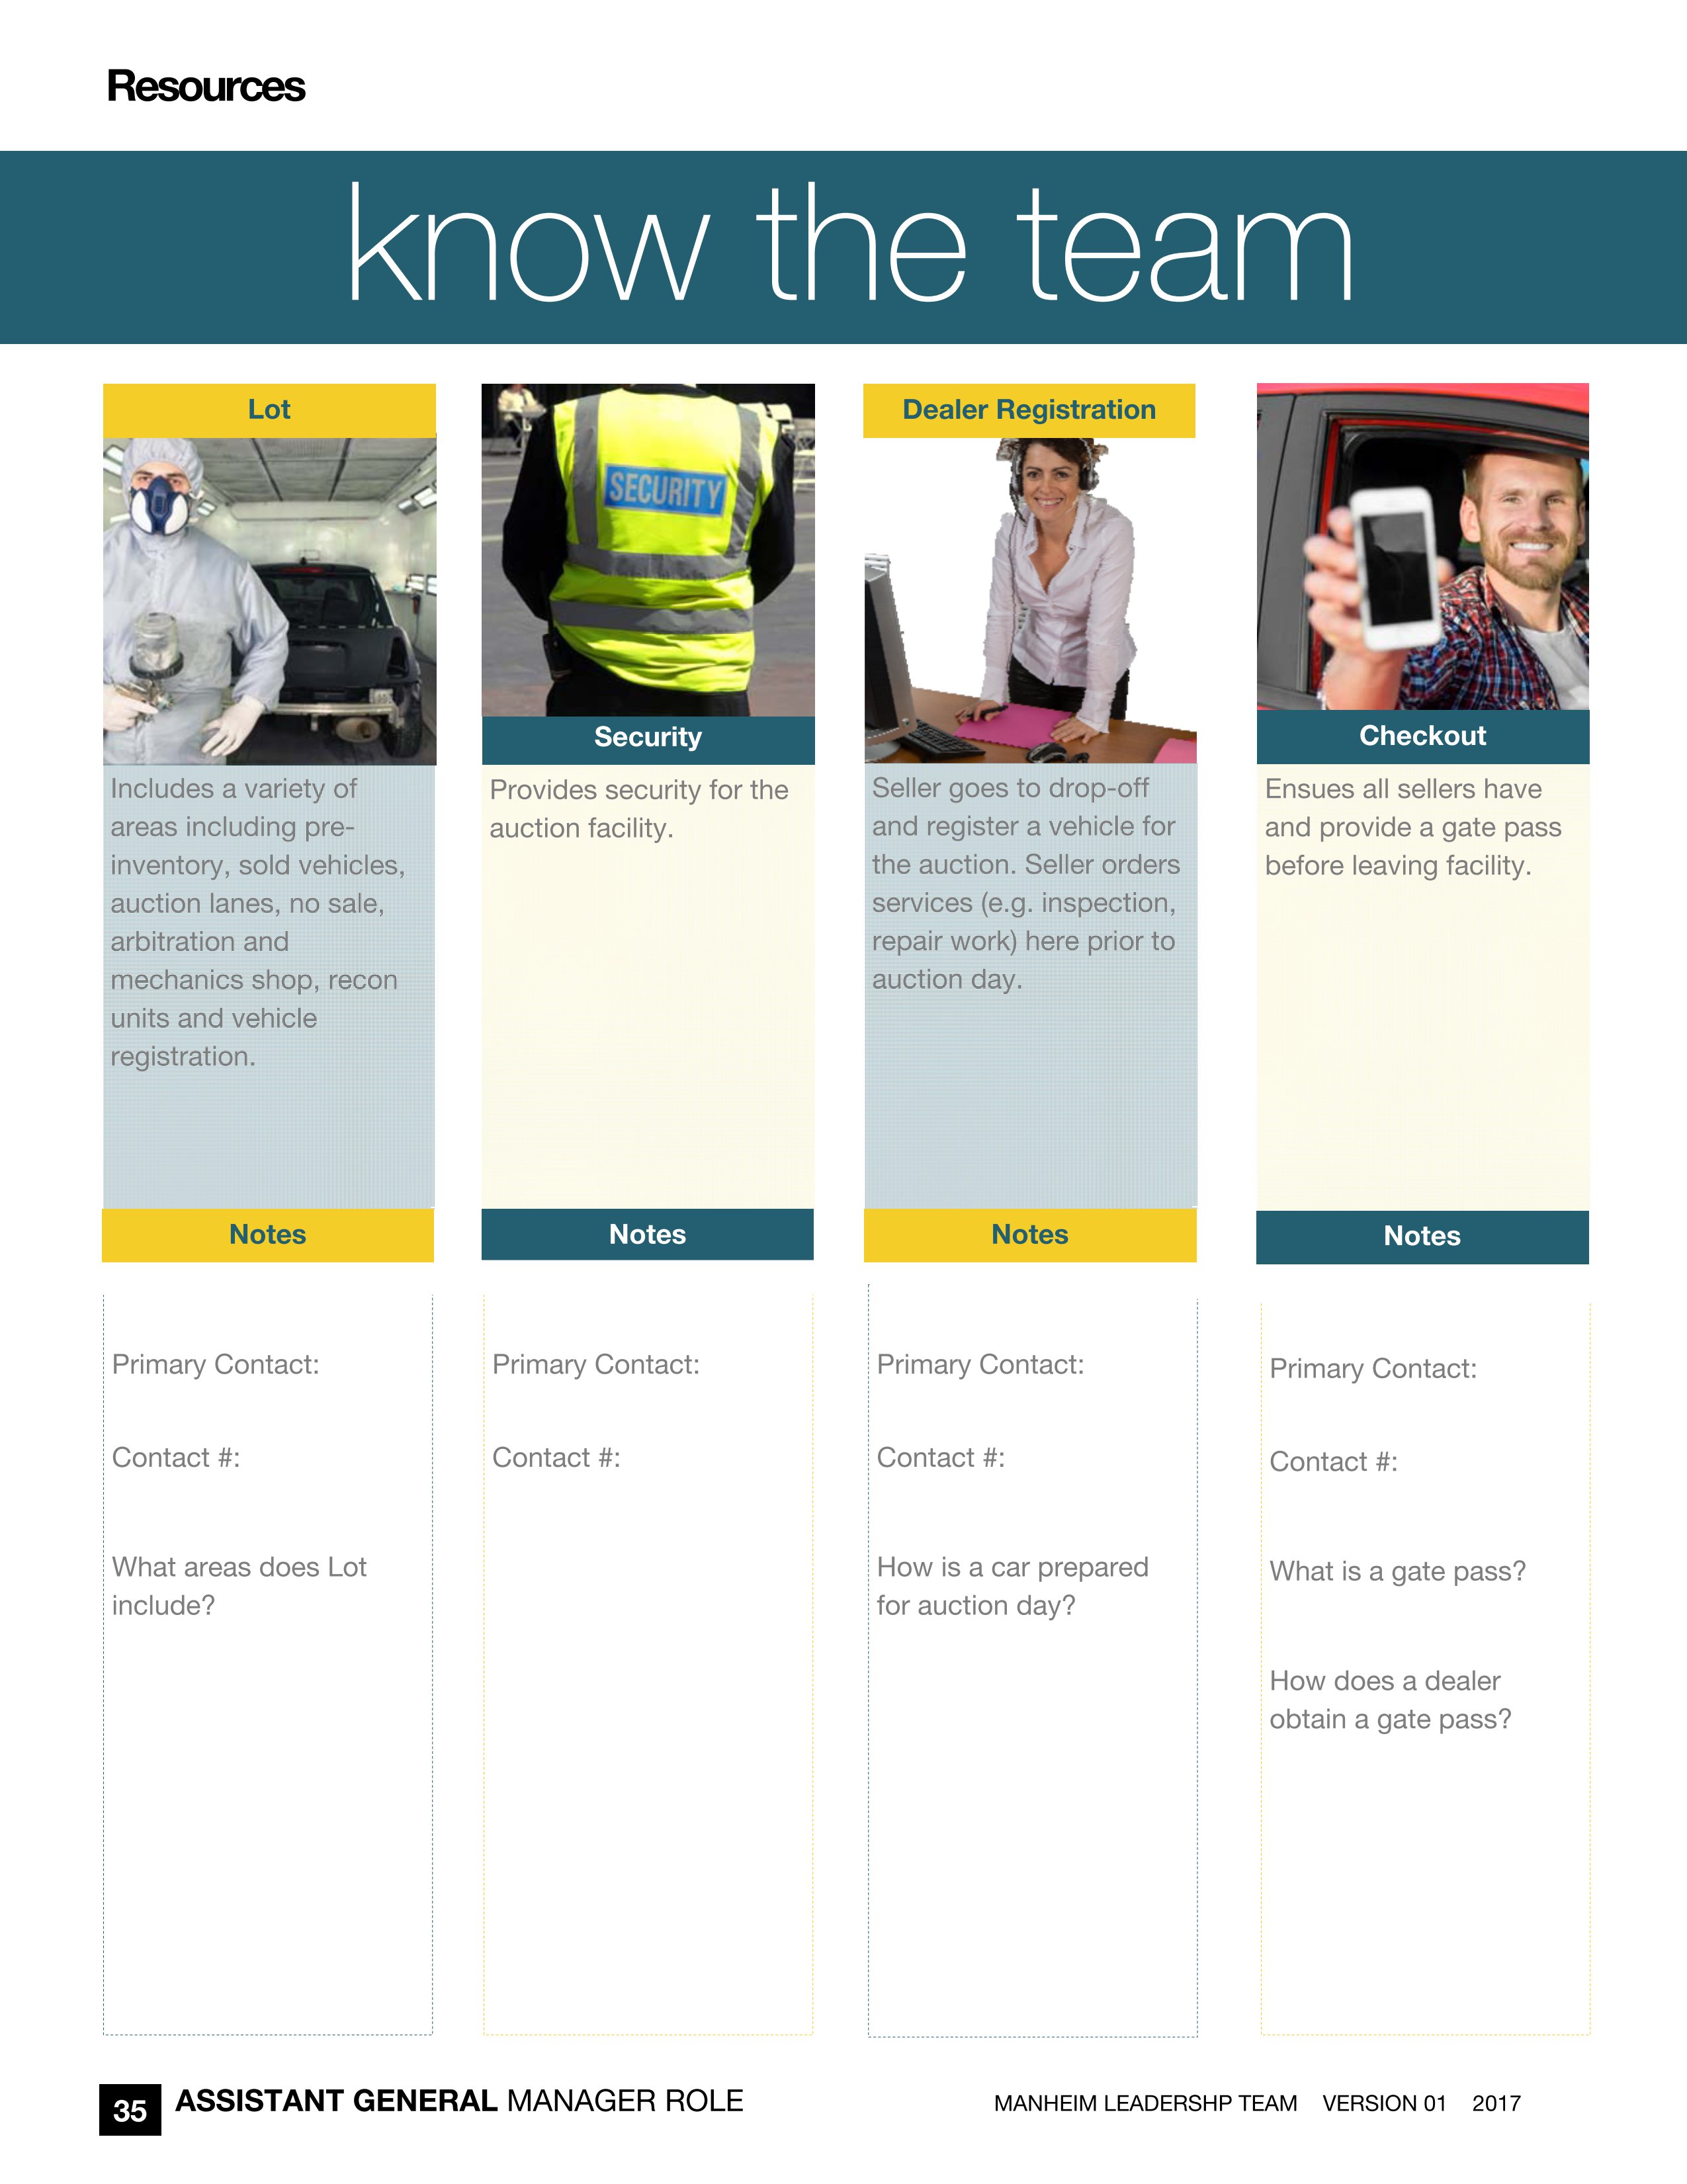 Resources
know the team
Lot
Includes a variety of
areas including pre-
inventory, sold vehicles,
auction lanes, no sale,
arbitration and
mechanics shop, recon
units and vehicle
registration.
Notes
Primary Contact:
Contact #:
What areas does Lot
include?
SECURITY
Security
Provides security for the
auction facility.
Notes
Primary Contact:
Contact #:
Dealer Registration
Seller goes to drop-off
and register a vehicle for
the auction. Seller orders
services (e.g. inspection,
repair work) here prior to
auction day.
Notes
Primary Contact:
Contact #:
How is a car prepared
for auction day?
Checkout
Ensues all sellers have
and provide a gate pass
before leaving facility.
Notes
Primary Contact:
Contact #:
What is a gate pass?
How does a dealer
obtain a gate pass?
35 ASSISTANT GENERAL MANAGER ROLE
MANHEIM LEADERSHP TEAM VERSION 01 2017